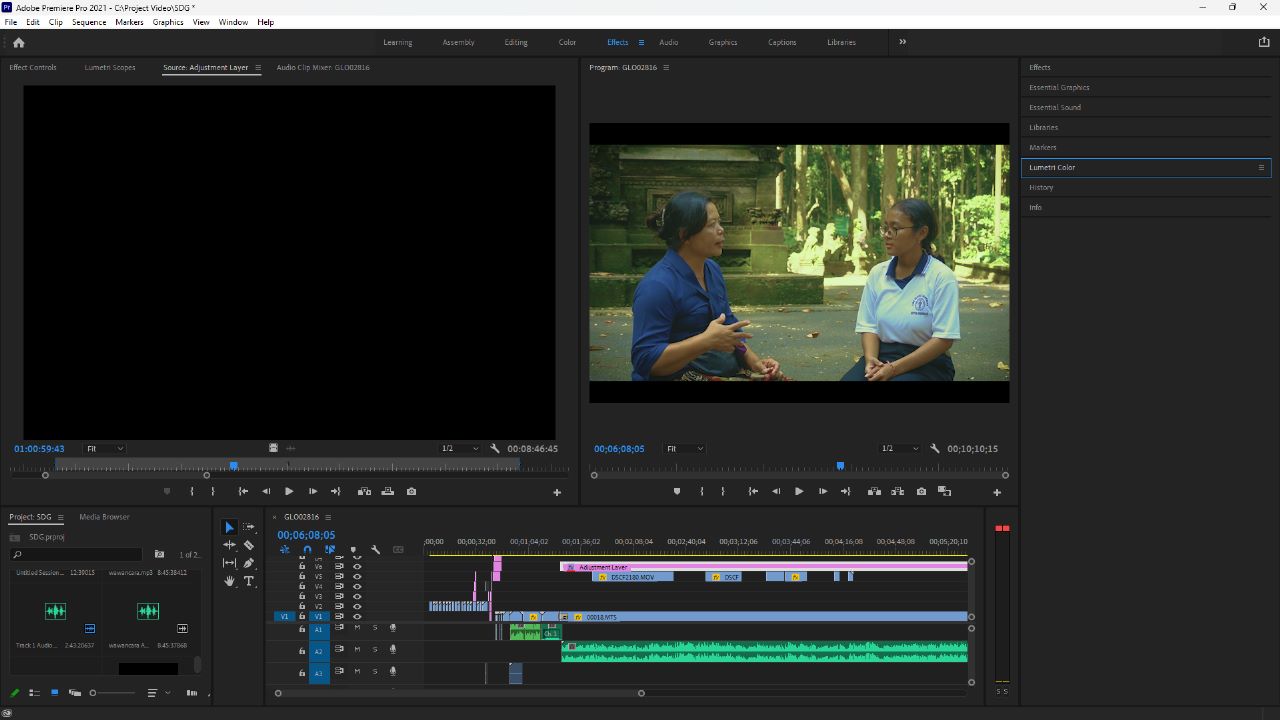 Adobe Premiere Pro 2021 - C:\Project Video\SDG *
File Edit Clip Sequence Markers Graphics View Window Help
Learning Assembly Editing Color Effects Audio Graphics Captions Libraries
Effect Controls Lumetri Scopes Source: Adjustment Layer Audio Clip Mixer: GLO02816
Program: GLO02816
Effects
Essential Graphics
Essential Sound
Libraries
Markers
Lumetri Color
History
Info
01:00:59:43 Fit 1/2 00:08:46:45
00;06;08;05 Fit 1/2 00;10;10;15
Project: SDG Media Browser
SDG.prproj
1 of 2...
Untitled Session... 12:39015 wawancara.mp3 8:45:38412
Track 1 Audio... 2:43:20637 wawancara A... 8:45:37868
× GLO02816
00;06;08;05
;00;00 00;00;32;00 00;01;04;02 00;01;36;02 00;02;08;04 00;02;40;04 00;03;12;06 00;03;44;06 00;04;16;08 00;04;48;08 00;05;20;10
V6 fx Adjustment Layer
V5 fx DSCF2180.MOV fx DSCF fx
V4
V3
V2
V1 V1 fx fx 00018.MTS
A1 M S Ch. 1
A2 M S
A3 M S
S S